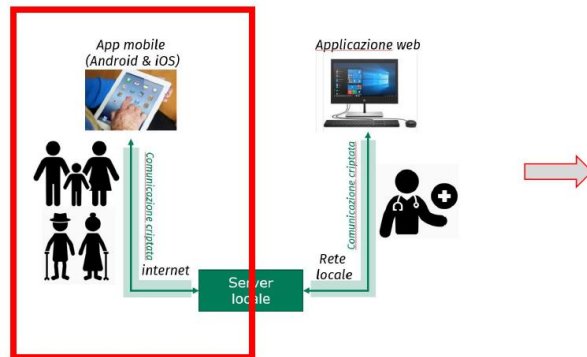 App mobile
(Android & iOS)
Applicazione web
Comunicazione criptata
Comunicazione criptata
internet
Rete
locale
Server
locale